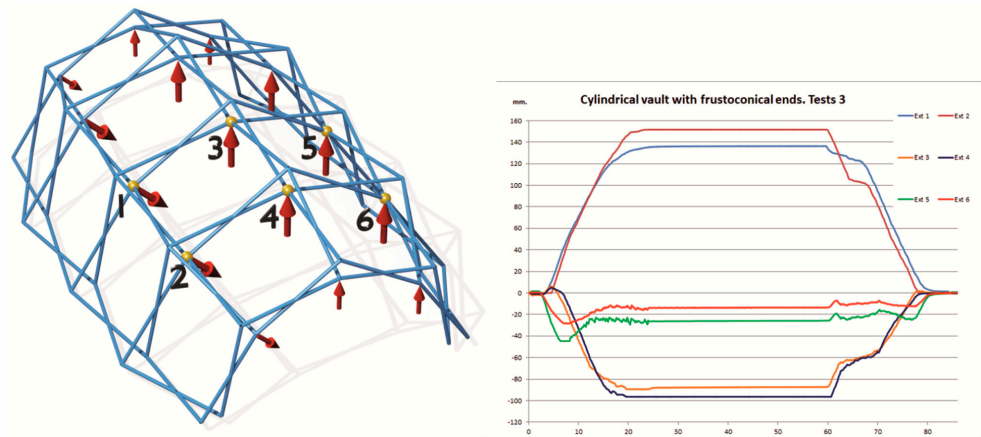 3
5
1
4
6
2
mm.
Cylindrical vault with frustoconical ends. Tests 3
Ext 1
Ext 2
Ext 3
Ext 4
Ext 5
Ext 6
160
140
120
100
80
60
40
20
0
-20
-40
-60
-80
-100
-120
0 10 20 30 40 50 60 70 80